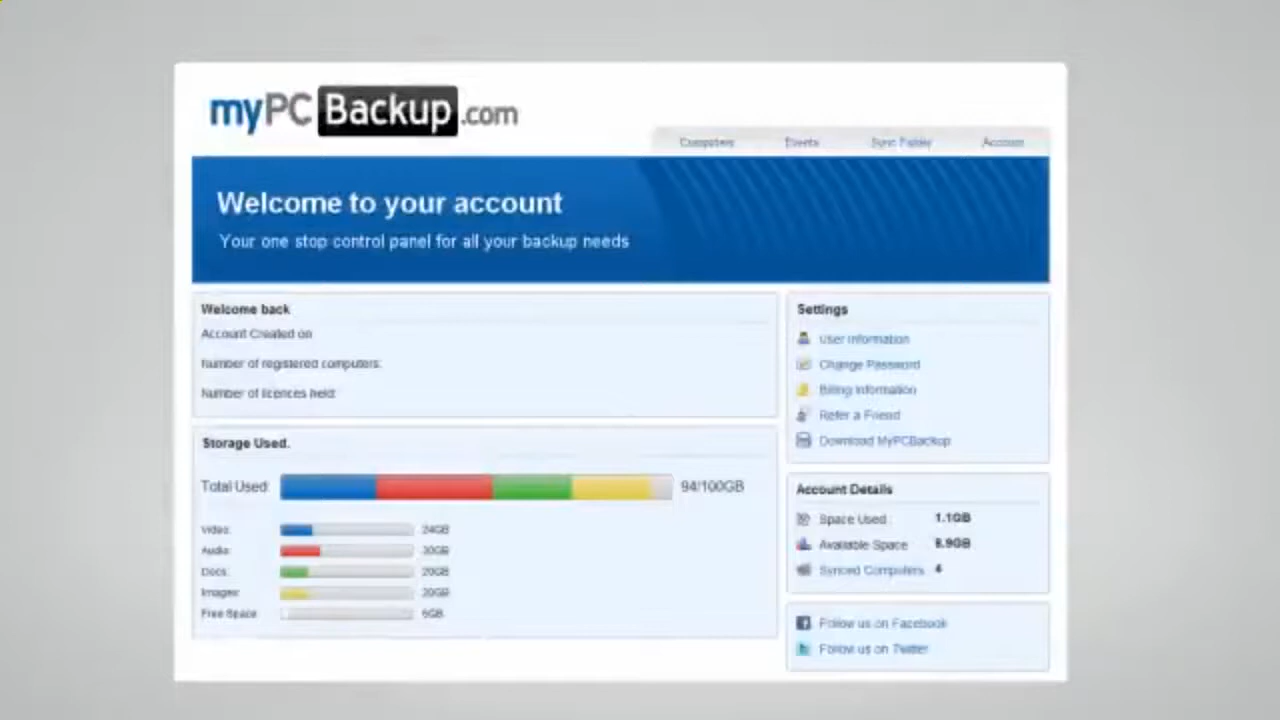 myPCBackup.com
Computers Events Sync Folder Account
Welcome to your account
Your one stop control panel for all your backup needs
Welcome back
Account Created on
Number of registered computers:
Number of licences held:
Storage Used.
Total Used: 94/100GB
Video: 24GB
Audio: 30GB
Docs: 20GB
Images: 20GB
Free Space 6GB
Settings
User Information
Change Password
Billing Information
Refer a Friend
Download MyPCBackup
Account Details
Space Used : 1.1GB
Available Space 8.9GB
Synced Computers 4
Follow us on Facebook
Follow us on Twitter